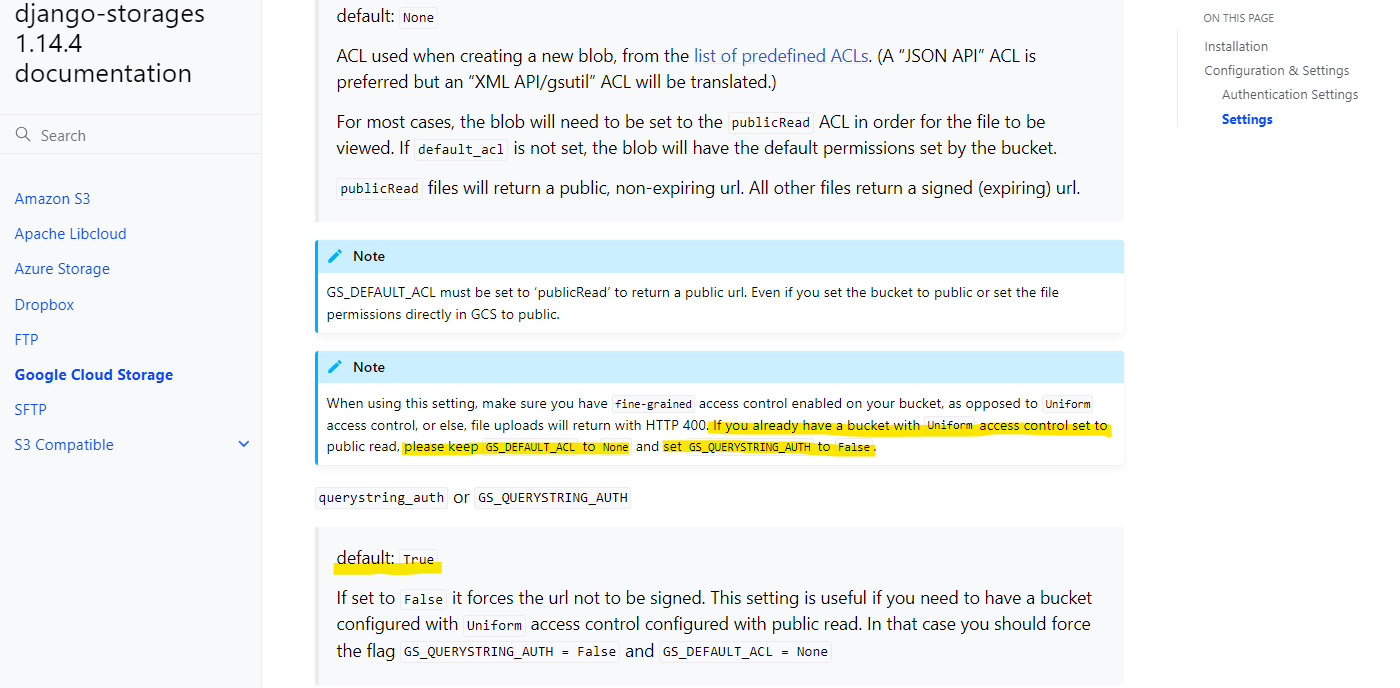 django-storages
1.14.4
documentation
Search
Amazon S3
Apache Libcloud
Azure Storage
Dropbox
FTP
Google Cloud Storage
SFTP
S3 Compatible
default: None
ACL used when creating a new blob, from the list of predefined ACLs. (A “JSON API” ACL is
preferred but an “XML API/gsutil” ACL will be translated.)
For most cases, the blob will need to be set to the publicRead ACL in order for the file to be
viewed. If default_acl is not set, the blob will have the default permissions set by the bucket.
publicRead files will return a public, non-expiring url. All other files return a signed (expiring) url.
Note
GS_DEFAULT_ACL must be set to ‘publicRead’ to return a public url. Even if you set the bucket to public or set the file
permissions directly in GCS to public.
Note
When using this setting, make sure you have fine-grained access control enabled on your bucket, as opposed to Uniform
access control, or else, file uploads will return with HTTP 400. If you already have a bucket with Uniform access control set to
public read, please keep GS_DEFAULT_ACL to None and set GS_QUERYSTRING_AUTH to False.
querystring_auth or GS_QUERYSTRING_AUTH
default: True
If set to False it forces the url not to be signed. This setting is useful if you need to have a bucket
configured with Uniform access control configured with public read. In that case you should force
the flag GS_QUERYSTRING_AUTH = False and GS_DEFAULT_ACL = None
ON THIS PAGE
Installation
Configuration & Settings
Authentication Settings
Settings